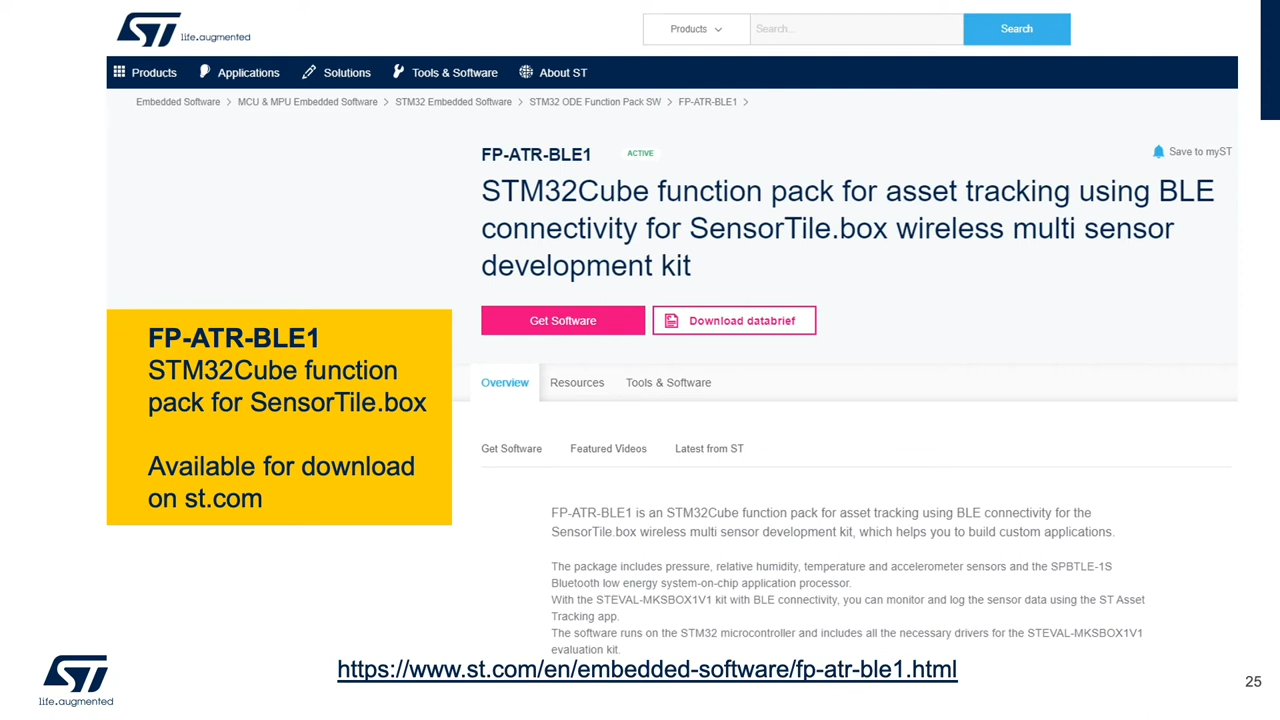 ST life.augmented
Products
Search...
Search
Products
Applications
Solutions
Tools & Software
About ST
Embedded Software > MCU & MPU Embedded Software > STM32 Embedded Software > STM32 ODE Function Pack SW > FP-ATR-BLE1 >
FP-ATR-BLE1
ACTIVE
Save to myST
STM32Cube function pack for asset tracking using BLE
connectivity for SensorTile.box wireless multi sensor
development kit
Get Software
Download databrief
FP-ATR-BLE1
STM32Cube function
pack for SensorTile.box
Available for download
on st.com
Overview
Resources
Tools & Software
Get Software
Featured Videos
Latest from ST
FP-ATR-BLE1 is an STM32Cube function pack for asset tracking using BLE connectivity for the
SensorTile.box wireless multi sensor development kit, which helps you to build custom applications.
The package includes pressure, relative humidity, temperature and accelerometer sensors and the SPBTLE-1S
Bluetooth low energy system-on-chip application processor.
With the STEVAL-MKSBOX1V1 kit with BLE connectivity, you can monitor and log the sensor data using the ST Asset
Tracking app.
The software runs on the STM32 microcontroller and includes all the necessary drivers for the STEVAL-MKSBOX1V1
evaluation kit.
https://www.st.com/en/embedded-software/fp-atr-ble1.html
ST life.augmented
25